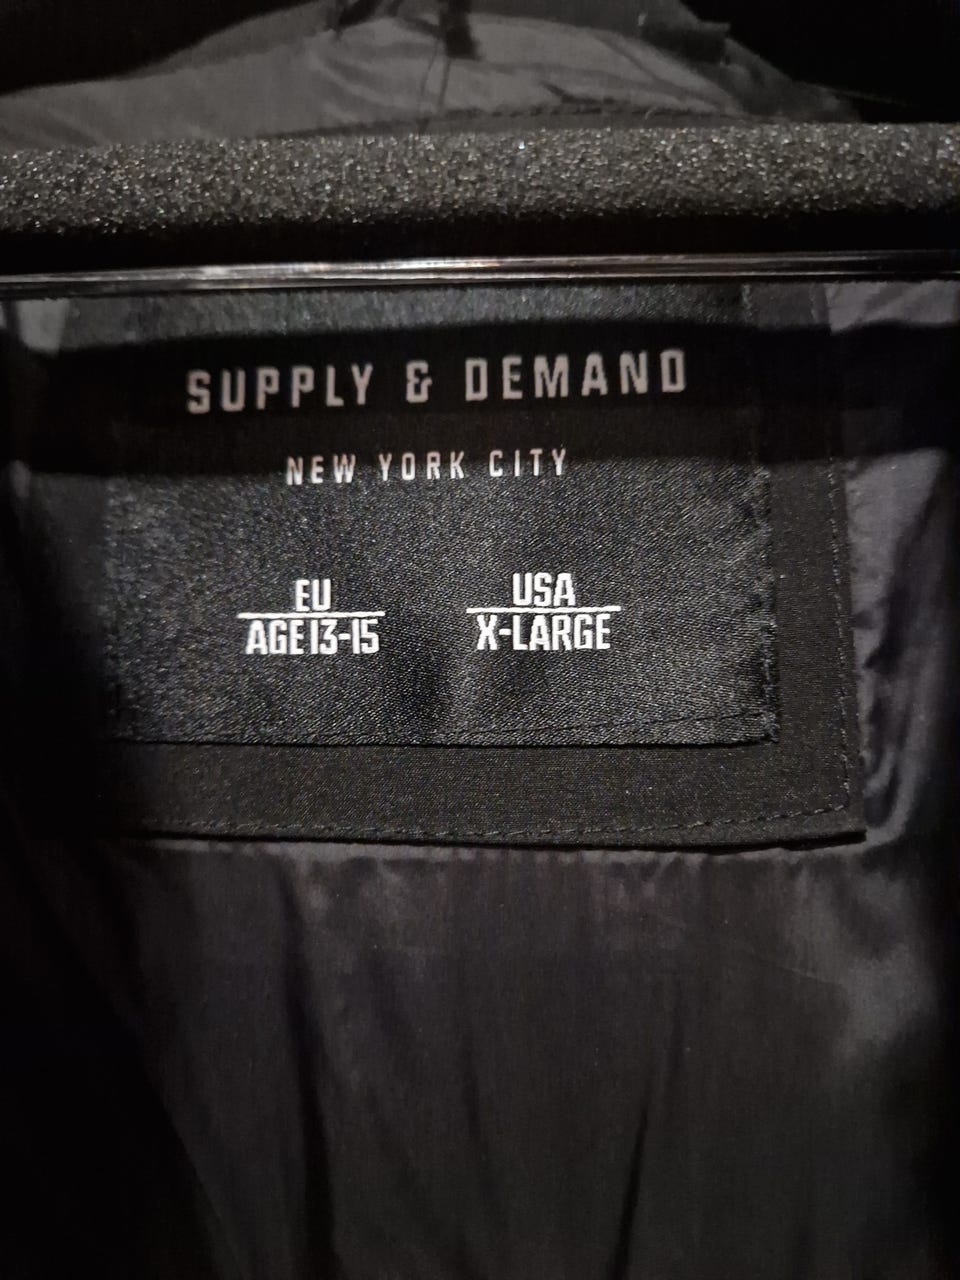 SUPPLY & DEMAND
NEW YORK CITY
EU USA
AGE 13-15 X-LARGE